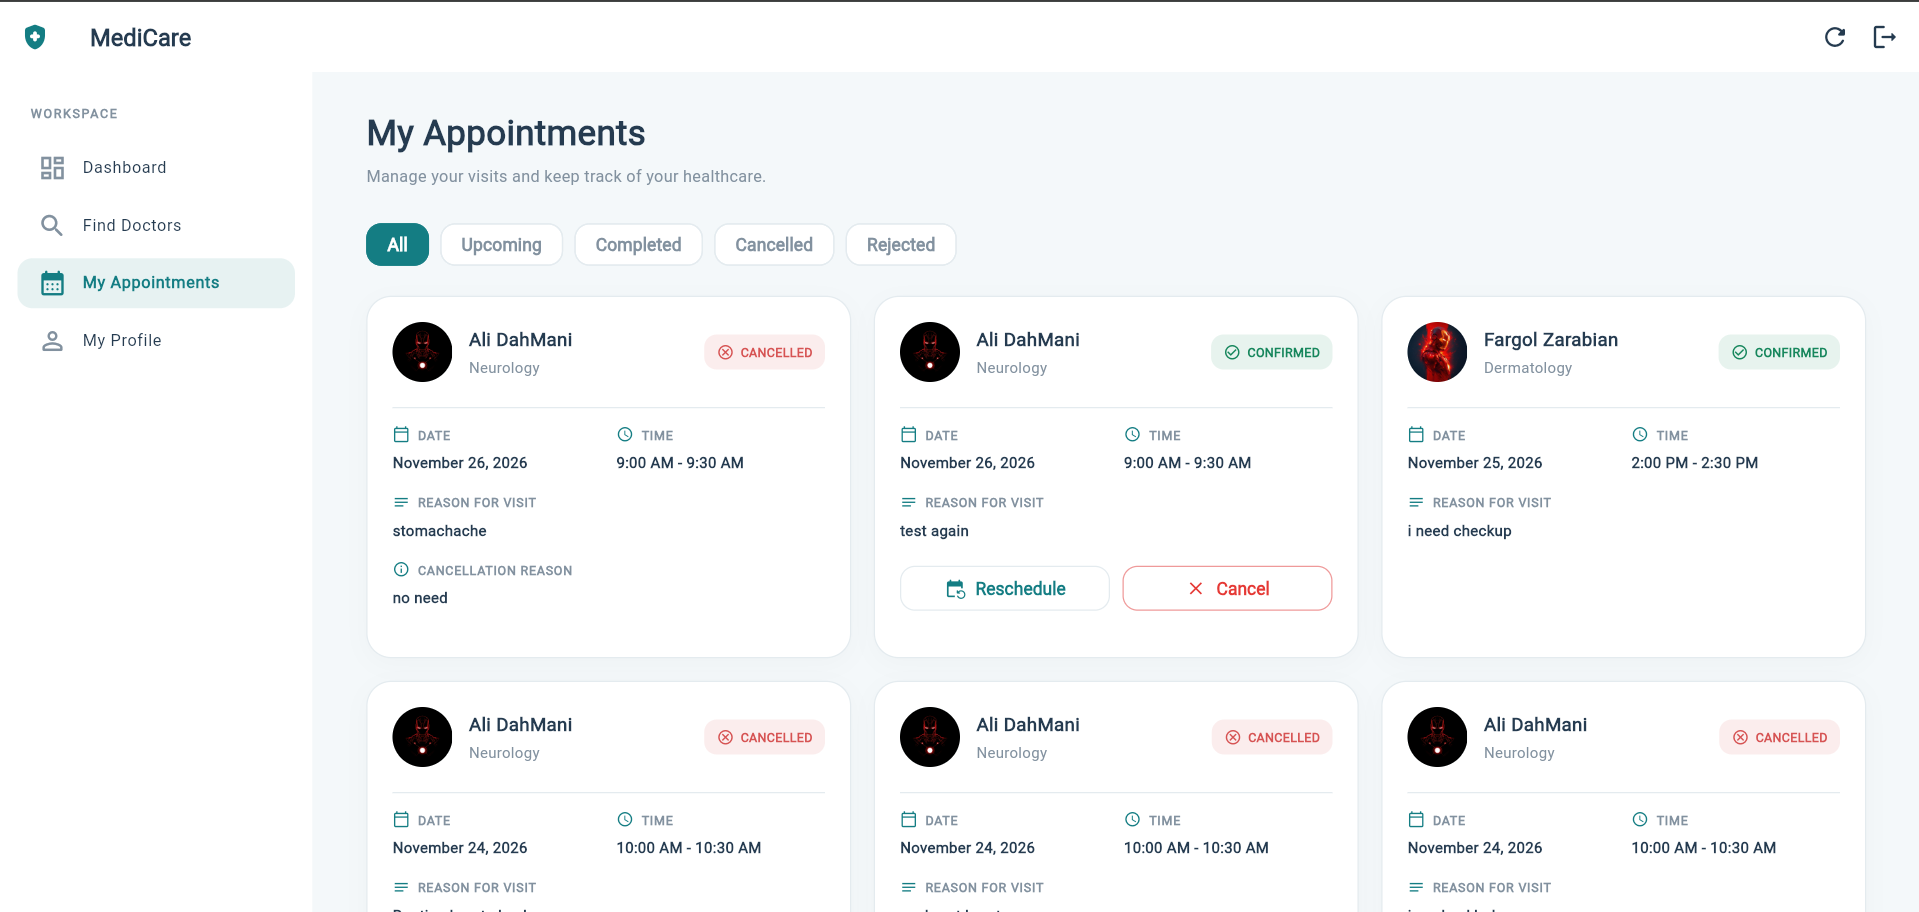 MediCare
WORKSPACE
Dashboard
Find Doctors
My Appointments
My Profile
My Appointments
Manage your visits and keep track of your healthcare.
All
Upcoming
Completed
Cancelled
Rejected
Ali DahMani
Neurology
CANCELLED
DATE
TIME
November 26, 2026
9:00 AM - 9:30 AM
REASON FOR VISIT
stomachache
CANCELLATION REASON
no need
Ali DahMani
Neurology
CONFIRMED
DATE
TIME
November 26, 2026
9:00 AM - 9:30 AM
REASON FOR VISIT
test again
Reschedule
Cancel
Fargol Zarabian
Dermatology
CONFIRMED
DATE
TIME
November 25, 2026
2:00 PM - 2:30 PM
REASON FOR VISIT
i need checkup
Ali DahMani
Neurology
CANCELLED
DATE
TIME
November 24, 2026
10:00 AM - 10:30 AM
REASON FOR VISIT
Ali DahMani
Neurology
CANCELLED
DATE
TIME
November 24, 2026
10:00 AM - 10:30 AM
REASON FOR VISIT
Ali DahMani
Neurology
CANCELLED
DATE
TIME
November 24, 2026
10:00 AM - 10:30 AM
REASON FOR VISIT